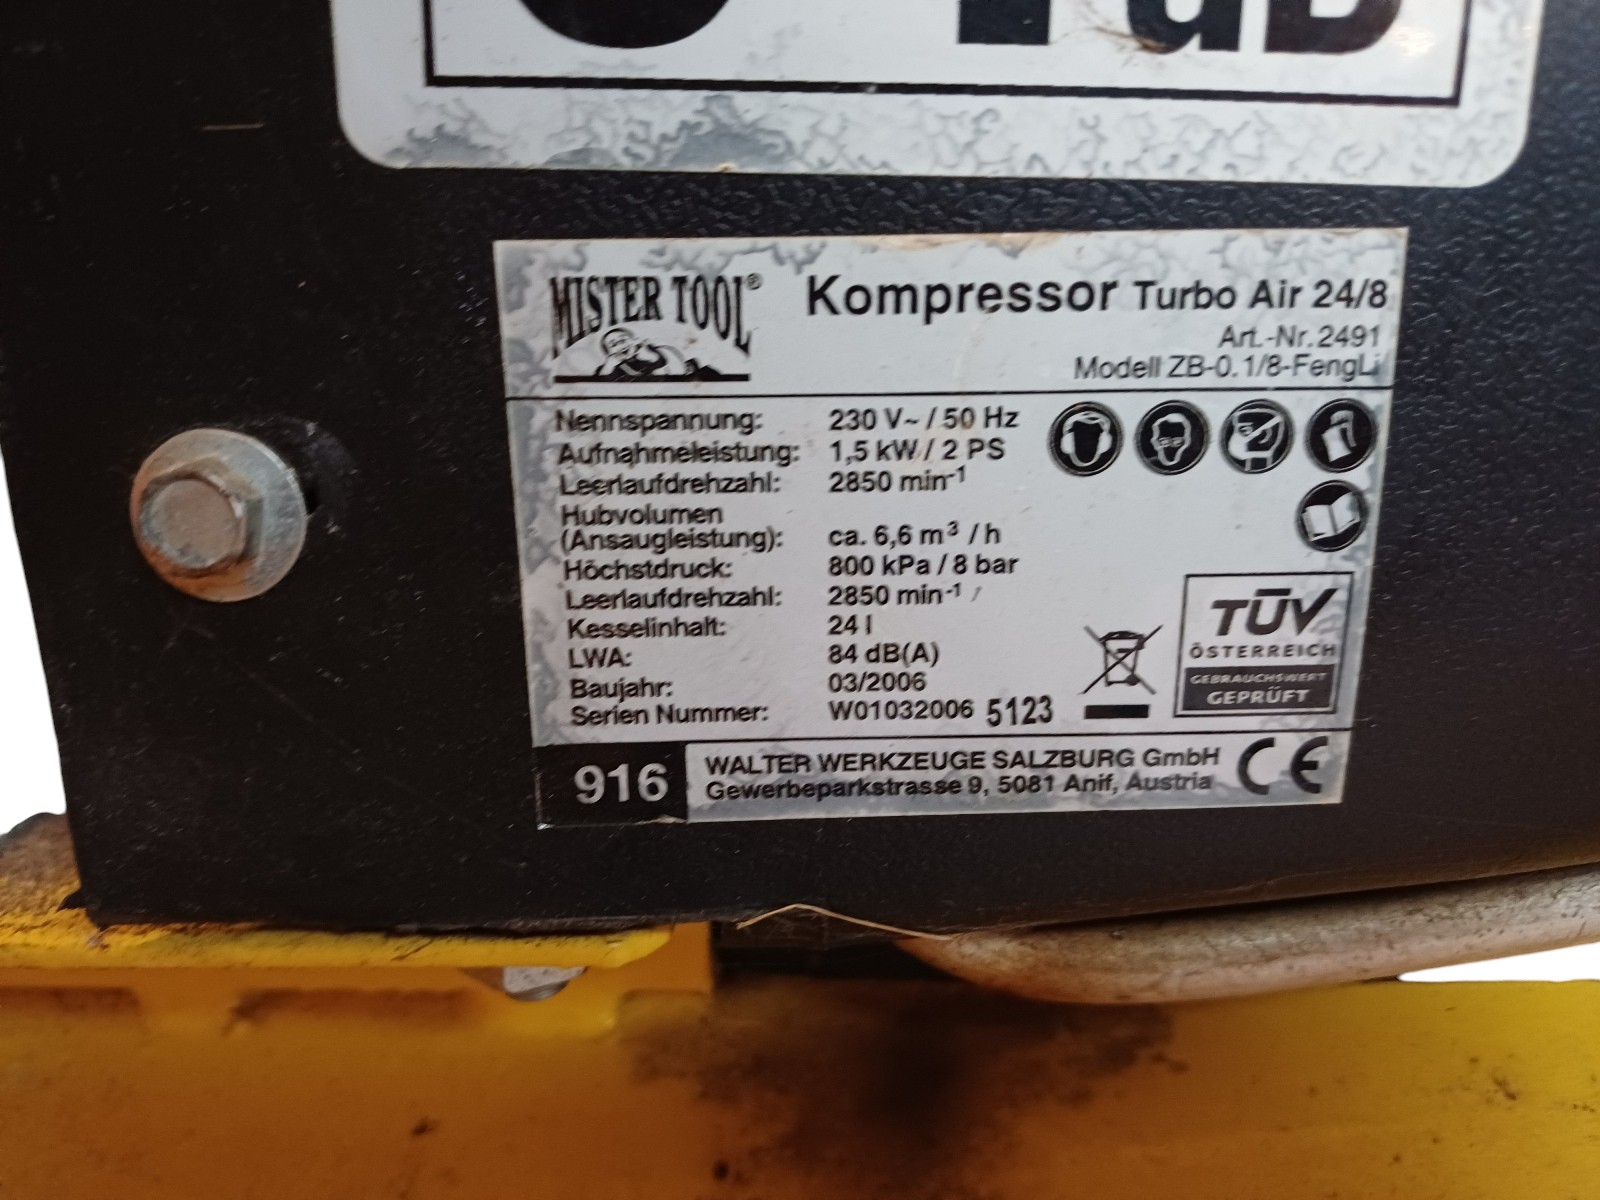 MISTER TOOL®
Kompressor Turbo Air 24/8
Art.-Nr. 2491
Modell ZB-0.1/8-FengLi
Nennspannung: 230 V~ / 50 Hz
Aufnahmeleistung: 1,5 kW / 2 PS
Leerlaufdrehzahl: 2850 min-1
Hubvolumen
(Ansaugleistung): ca. 6,6 m³ / h
Höchstdruck: 800 kPa / 8 bar
Leerlaufdrehzahl: 2850 min-1
Kesselinhalt: 24 l
LWA: 84 dB(A)
Baujahr: 03/2006
Serien Nummer: W01032006 5123
TÜV
ÖSTERREICH
GEBRAUCHSWERT
GEPRÜFT
916
WALTER WERKZEUGE SALZBURG GmbH
Gewerbeparkstrasse 9, 5081 Anif, Austria
CE